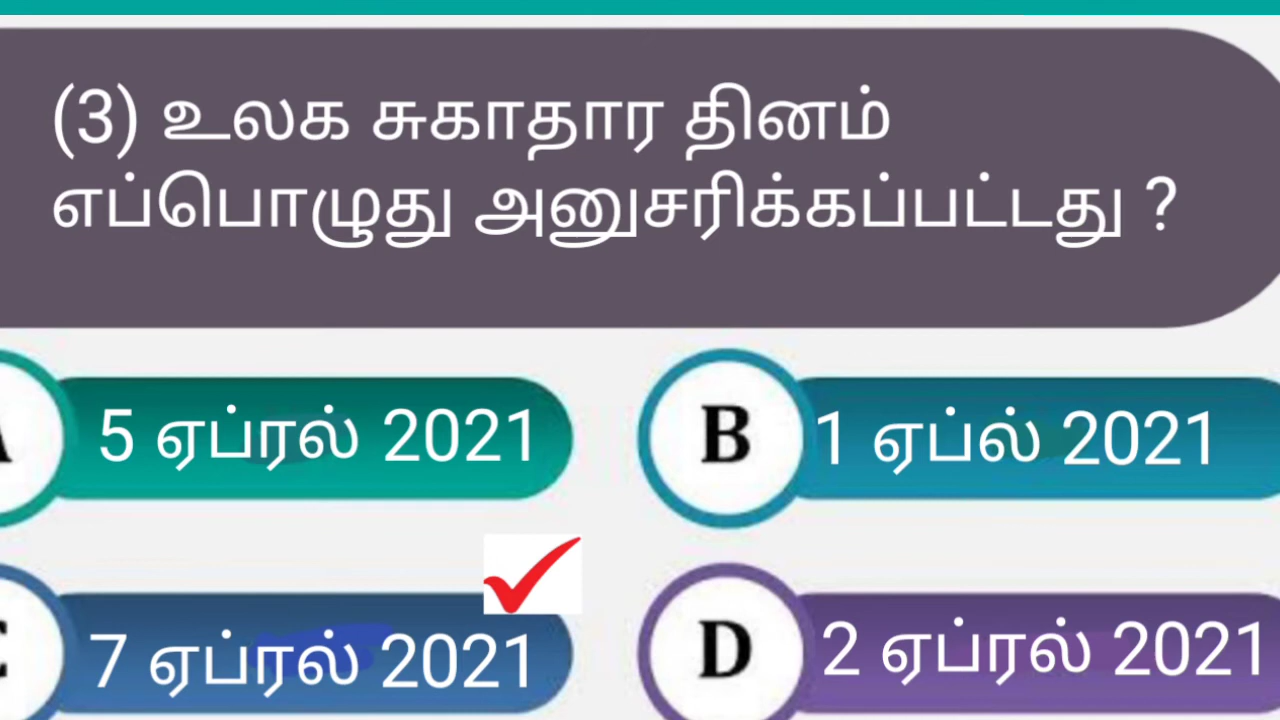 (3) உலக சுகாதார தினம்
எப்பொழுது அனுசரிக்கப்பட்டது ?
A 5 ஏப்ரல் 2021
B 1 ஏப்ல் 2021
C 7 ஏப்ரல் 2021
D 2 ஏப்ரல் 2021